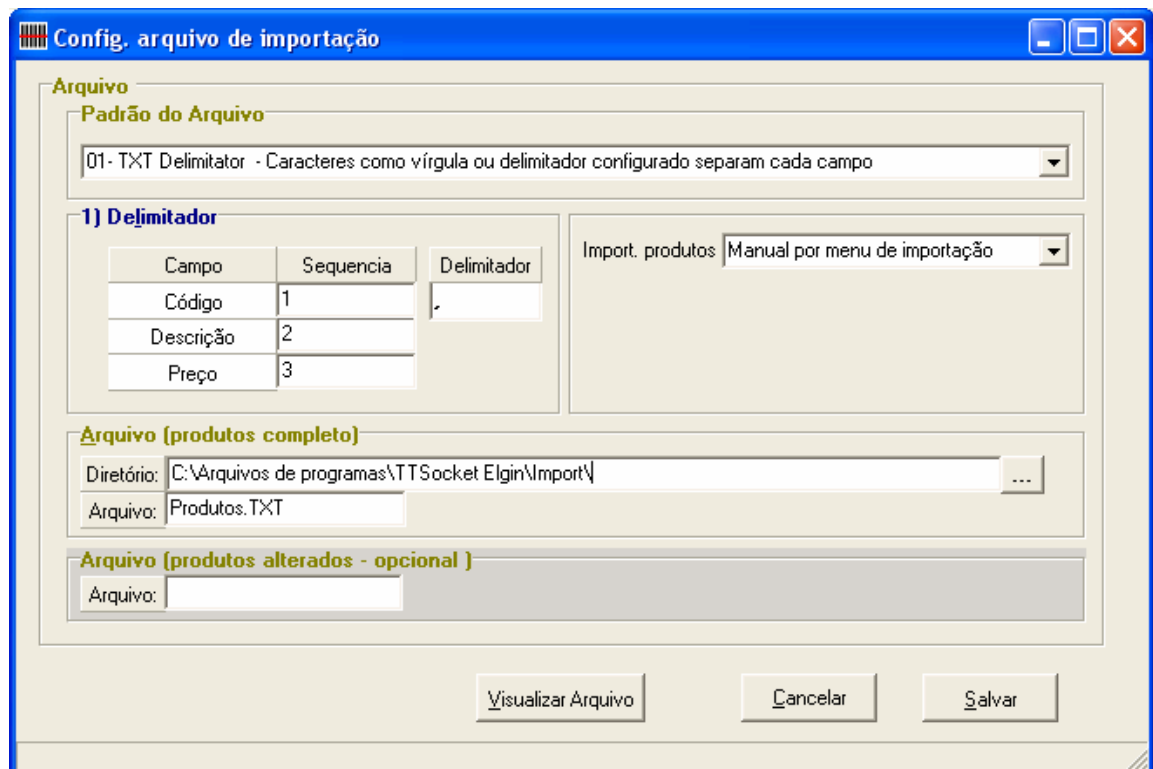 Config. arquivo de importação
Arquivo
Padrão do Arquivo
01- TXT Delimitator - Caracteres como vírgula ou delimitador configurado separam cada campo
1) Delimitador
Campo Sequencia Delimitador
Código 1 ,
Descrição 2
Preço 3
Import. produtos Manual por menu de importação
Arquivo (produtos completo)
Diretório: C:\Arquivos de programas\TTSocket Elgin\Import\
...
Arquivo: Produtos.TXT
Arquivo (produtos alterados - opcional )
Arquivo:
Visualizar Arquivo Cancelar Salvar